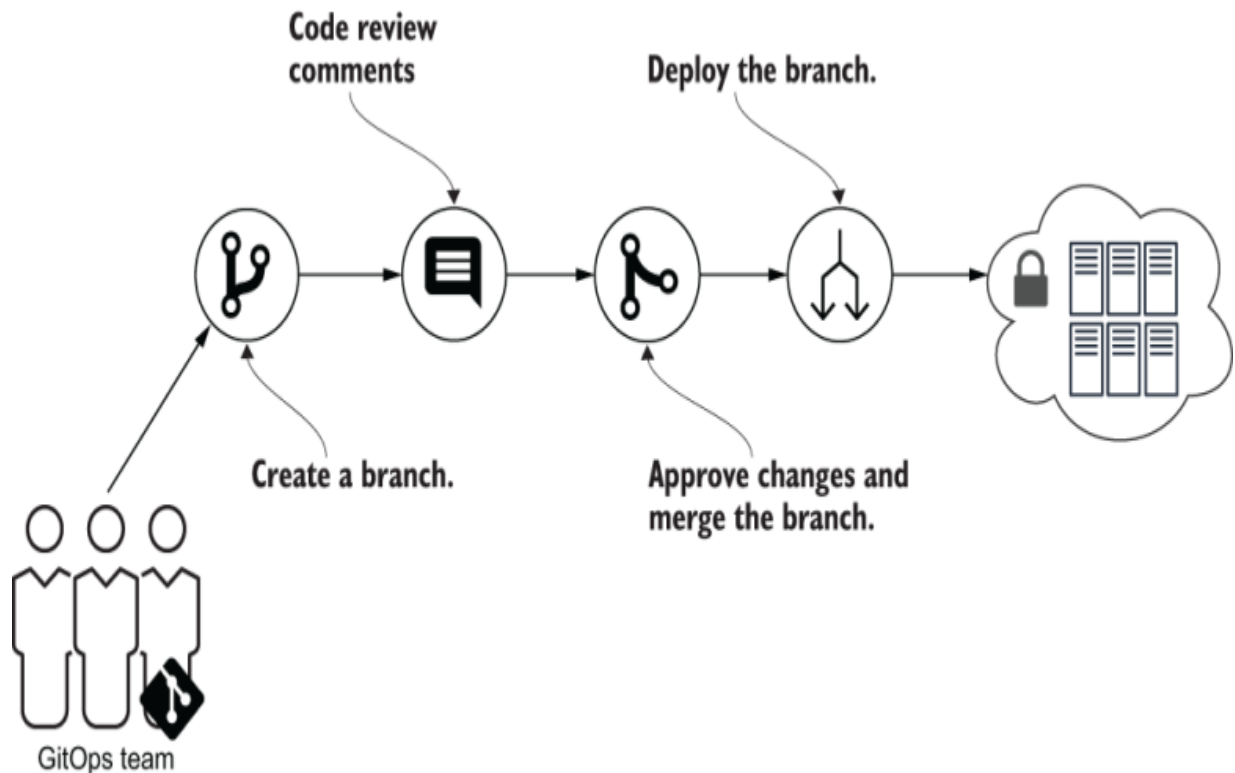 Code review
comments
Deploy the branch.
Create a branch.
Approve changes and
merge the branch.
GitOps team